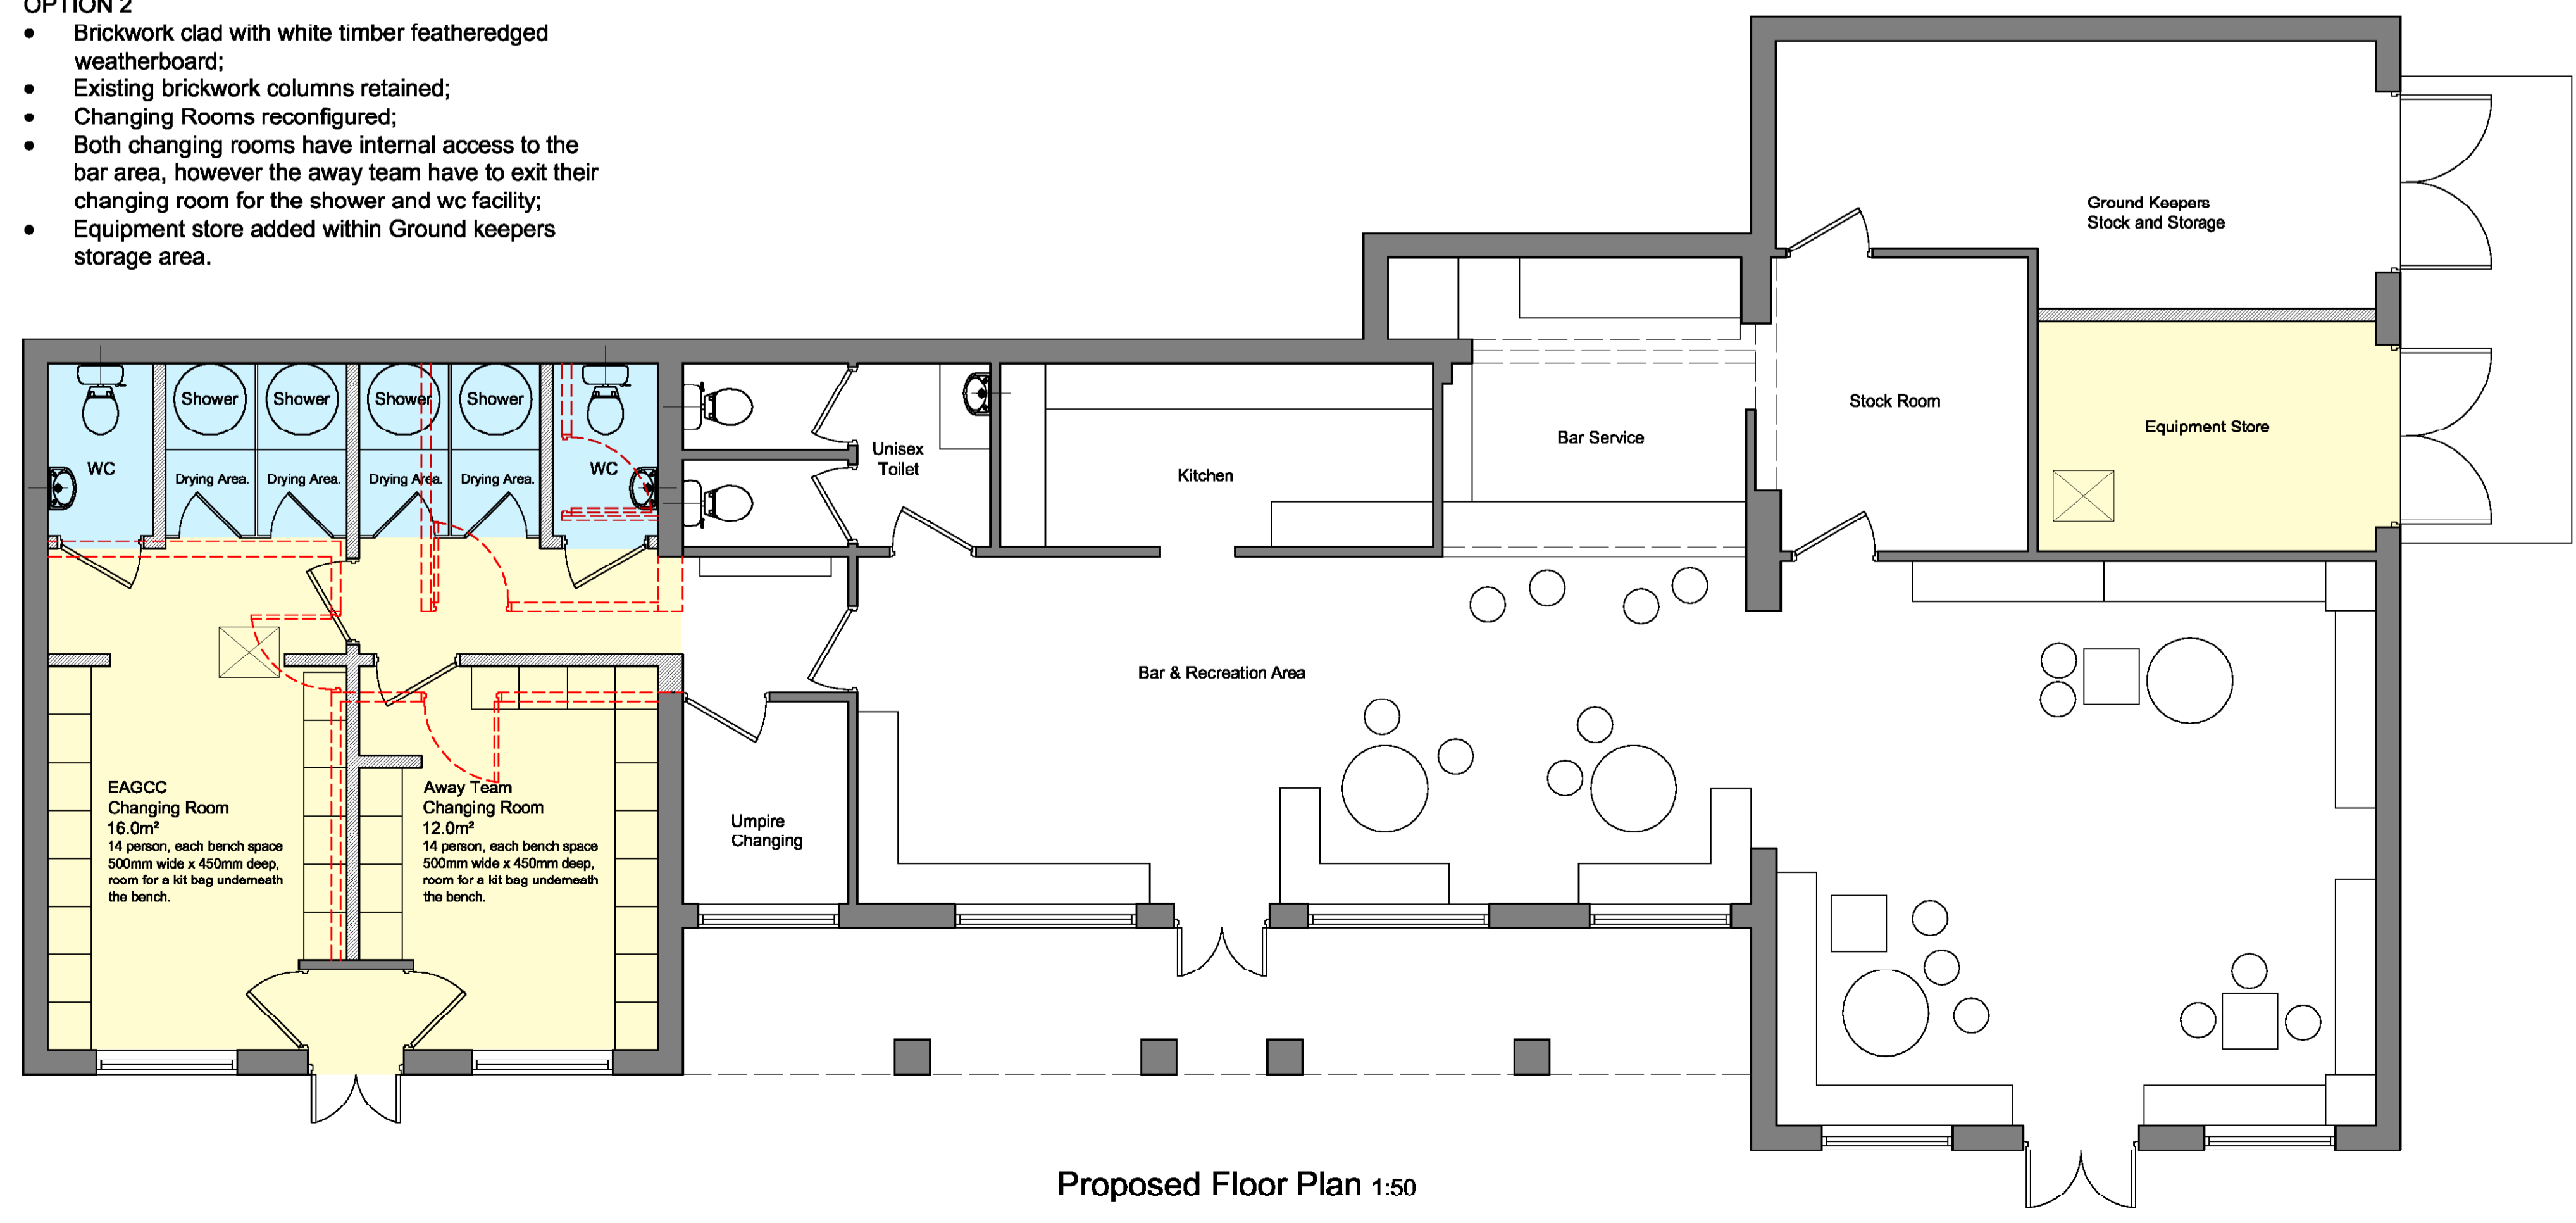 OPTION 2
• Brickwork clad with white timber featheredged
weatherboard;
• Existing brickwork columns retained;
• Changing Rooms reconfigured;
• Both changing rooms have internal access to the
bar area, however the away team have to exit their
changing room for the shower and wc facility;
• Equipment store added within Ground keepers
storage area.
Ground Keepers
Stock and Storage
Shower
Shower
Shower
Shower
WC
Drying Area.
Drying Area.
Drying Area.
Drying Area.
WC
Unisex
Toilet
Kitchen
Bar Service
Stock Room
Equipment Store
Bar & Recreation Area
EAGCC
Changing Room
16.0m²
14 person, each bench space
500mm wide x 450mm deep,
room for a kit bag underneath
the bench.
Away Team
Changing Room
12.0m²
14 person, each bench space
500mm wide x 450mm deep,
room for a kit bag underneath
the bench.
Umpire
Changing
Proposed Floor Plan 1:50